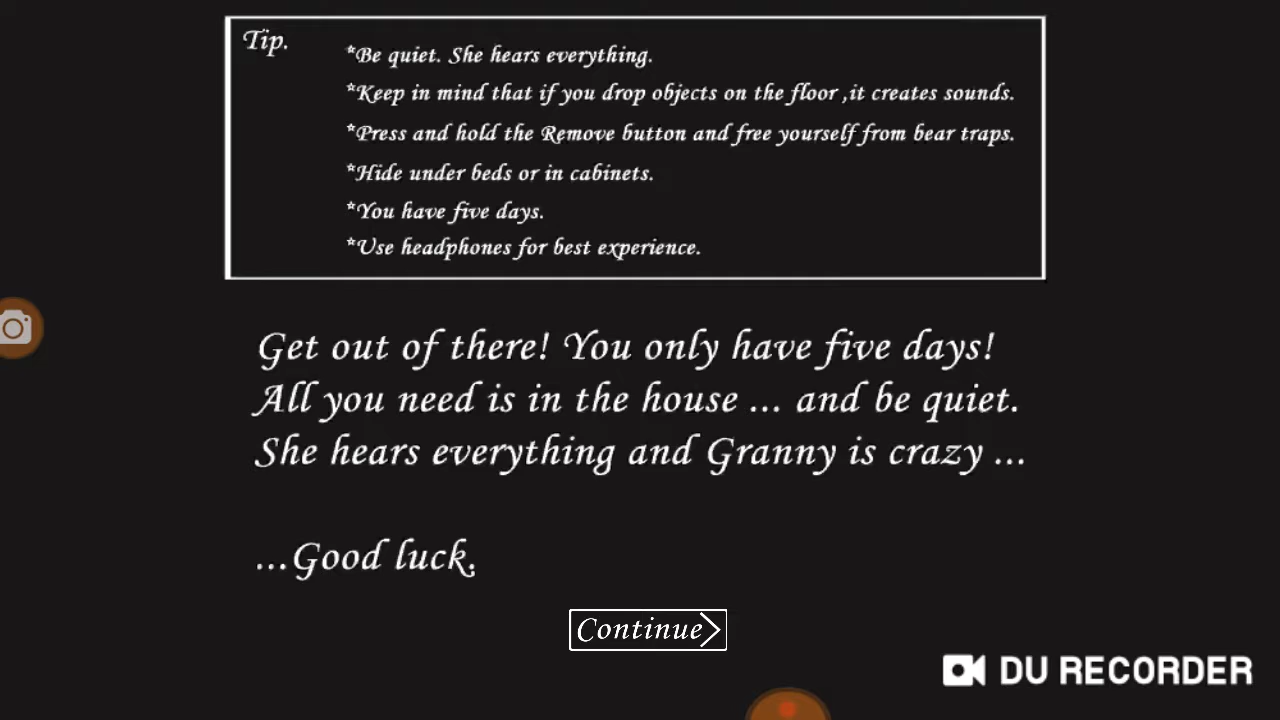 Tip.
*Be quiet. She hears everything.
*Keep in mind that if you drop objects on the floor ,it creates sounds.
*Press and hold the Remove button and free yourself from bear traps.
*Hide under beds or in cabinets.
*You have five days.
*Use headphones for best experience.
Get out of there! You only have five days!
All you need is in the house ... and be quiet.
She hears everything and Granny is crazy ...
...Good luck.
Continue
DU RECORDER